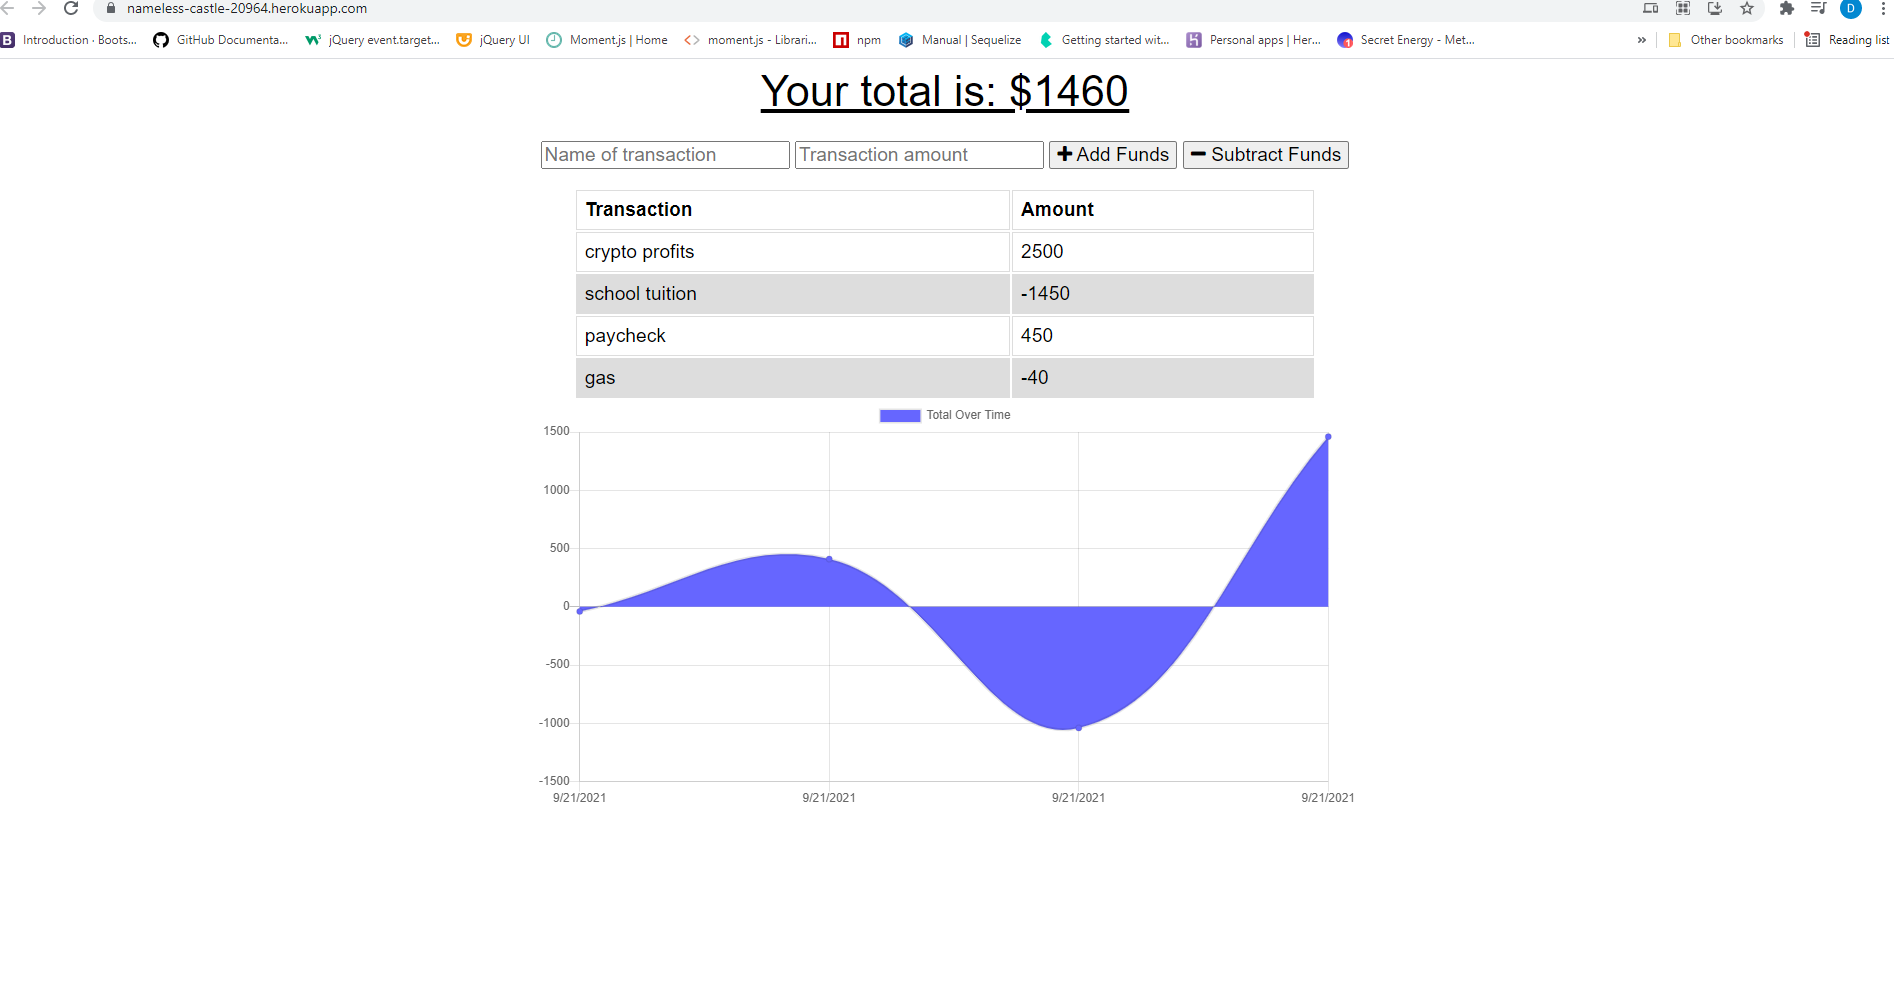 nameless-castle-20964.herokuapp.com
D
B Introduction · Boots... GitHub Documenta... W3 jQuery event.target... jQuery UI Moment.js | Home <> moment.js - Librari... npm Manual | Sequelize Getting started wit... H Personal apps | Her... 1 Secret Energy - Met... » Other bookmarks Reading list
Your total is: $1460
Name of transaction Transaction amount + Add Funds − Subtract Funds
Transaction Amount
crypto profits 2500
school tuition -1450
paycheck 450
gas -40
Total Over Time
1500
1000
500
0
-500
-1000
-1500
9/21/2021 9/21/2021 9/21/2021 9/21/2021